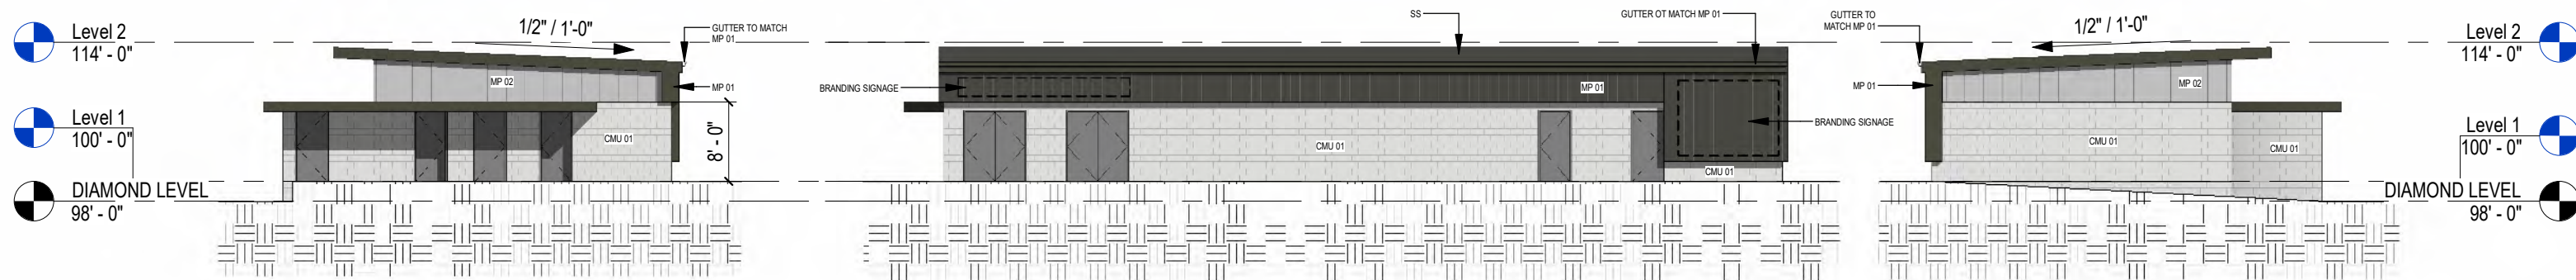 Level 2
114' - 0"
Level 1
100' - 0"
DIAMOND LEVEL
98' - 0"
1/2" / 1'-0"
GUTTER TO MATCH
MP 01
MP 02
MP 01
CMU 01
8' - 0"
SS
GUTTER OT MATCH MP 01
BRANDING SIGNAGE
MP 01
CMU 01
BRANDING SIGNAGE
CMU 01
GUTTER TO
MATCH MP 01
1/2" / 1'-0"
MP 01
MP 02
CMU 01
CMU 01
Level 2
114' - 0"
Level 1
100' - 0"
DIAMOND LEVEL
98' - 0"